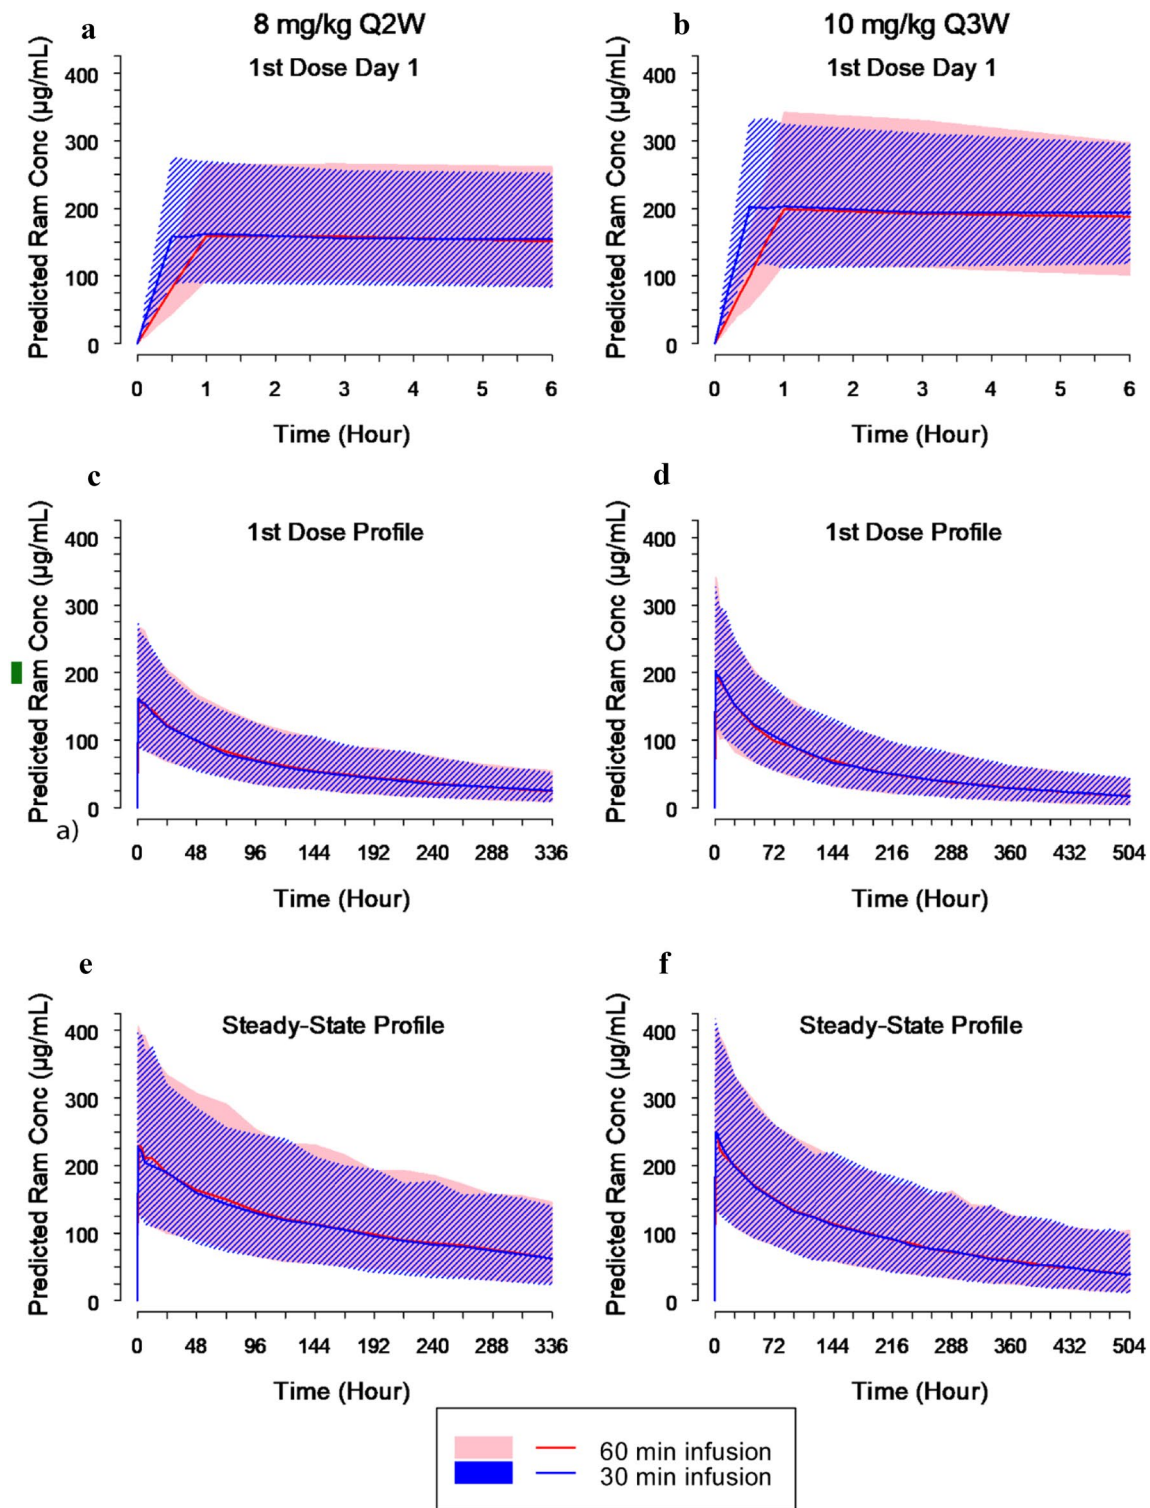 a
8 mg/kg Q2W
1st Dose Day 1
Predicted Ram Conc (µg/mL)
400
300
200
100
0
0 1 2 3 4 5 6
Time (Hour)
b
10 mg/kg Q3W
1st Dose Day 1
Predicted Ram Conc (µg/mL)
400
300
200
100
0
0 1 2 3 4 5 6
Time (Hour)
c
1st Dose Profile
Predicted Ram Conc (µg/mL)
400
300
200
100
0
a)
0 48 96 144 192 240 288 336
Time (Hour)
d
1st Dose Profile
Predicted Ram Conc (µg/mL)
400
300
200
100
0
0 72 144 216 288 360 432 504
Time (Hour)
e
Steady-State Profile
Predicted Ram Conc (µg/mL)
400
300
200
100
0
0 48 96 144 192 240 288 336
Time (Hour)
f
Steady-State Profile
Predicted Ram Conc (µg/mL)
400
300
200
100
0
0 72 144 216 288 360 432 504
Time (Hour)
60 min infusion
30 min infusion